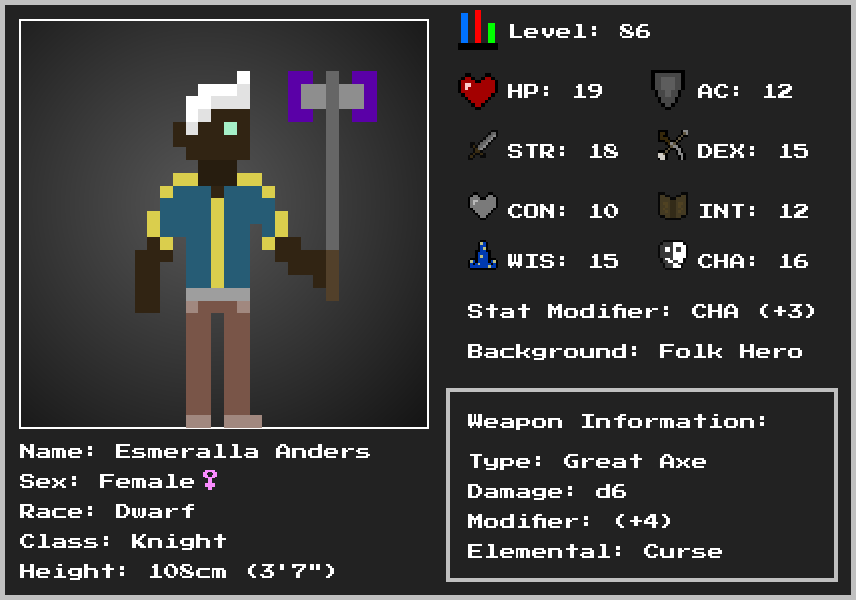 Level: 86
HP: 19 AC: 12
STR: 18 DEX: 15
CON: 10 INT: 12
WIS: 15 CHA: 16
Stat Modifier: CHA (+3)
Background: Folk Hero
Weapon Information:
Type: Great Axe
Damage: d6
Modifier: (+4)
Elemental: Curse
Name: Esmeralla Anders
Sex: Female♀
Race: Dwarf
Class: Knight
Height: 108cm (3'7")